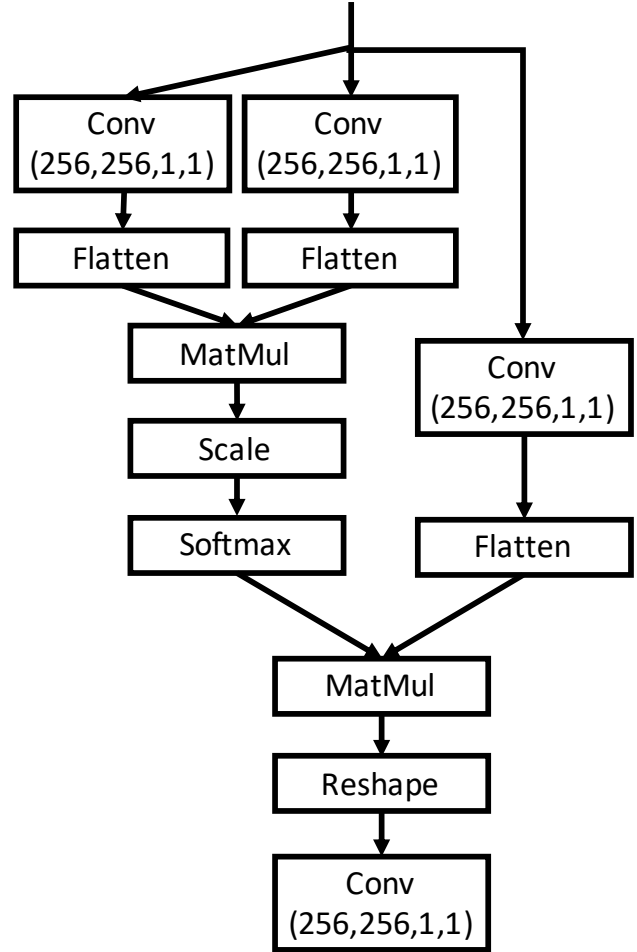 Conv
(256,256,1,1)
Conv
(256,256,1,1)
Flatten
Flatten
MatMul
Conv
(256,256,1,1)
Scale
Softmax
Flatten
MatMul
Reshape
Conv
(256,256,1,1)